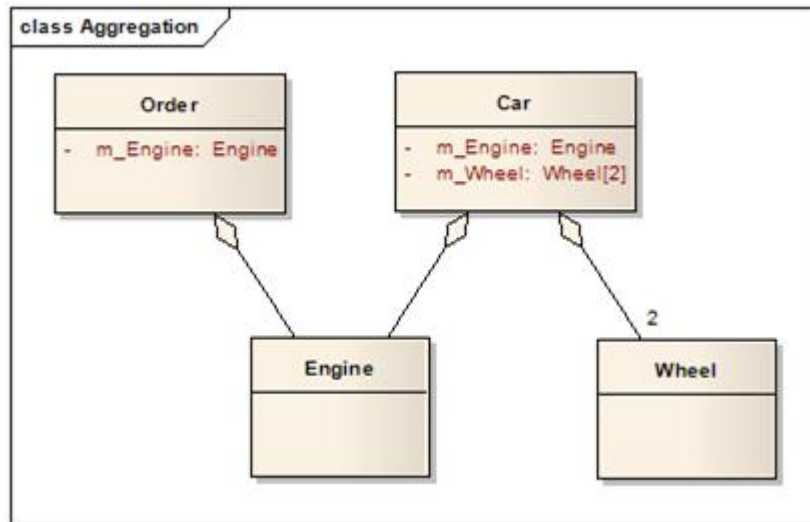 class Aggregation
Order
- m_Engine: Engine
Car
- m_Engine: Engine
- m_Wheel: Wheel[2]
2
Engine
Wheel